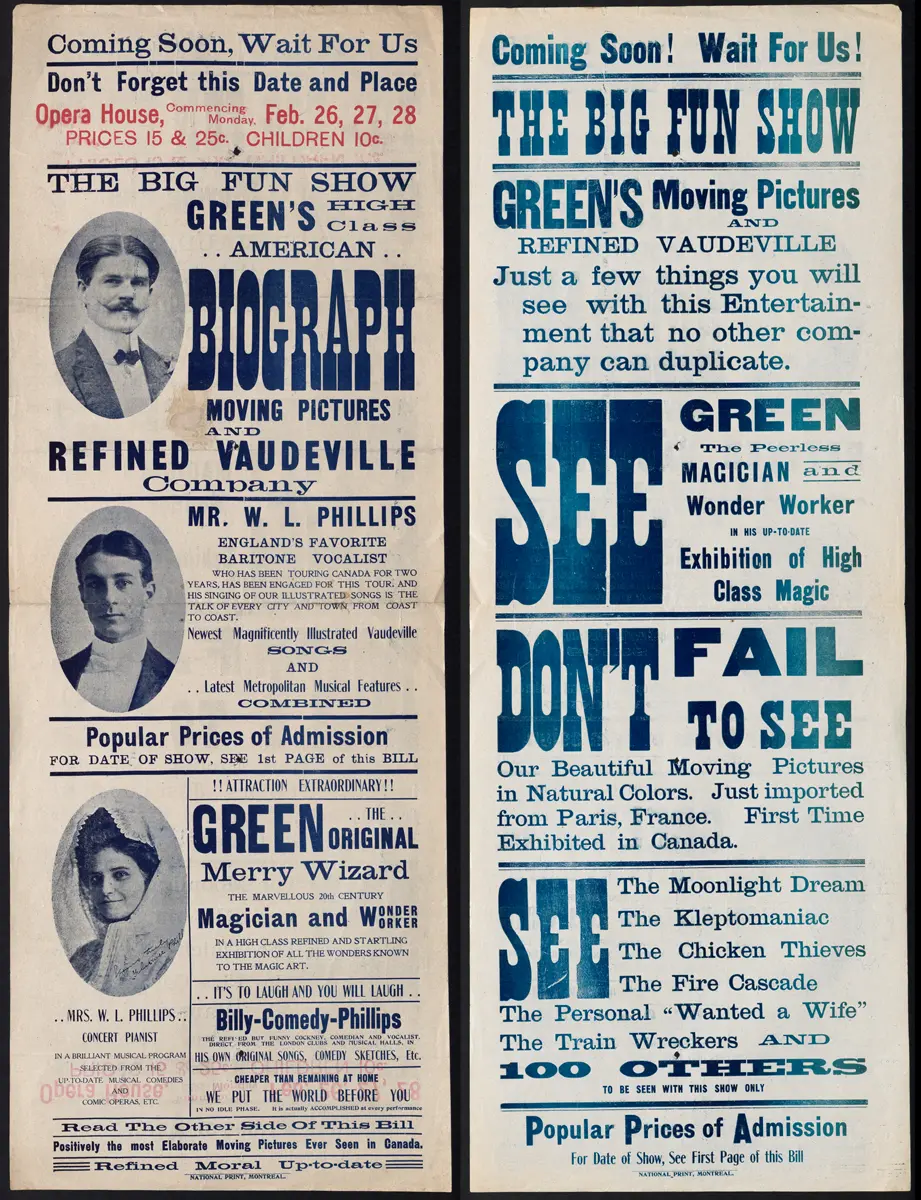 Coming Soon, Wait For Us
Don't Forget this Date and Place
Opera House, Commencing Monday, Feb. 26, 27, 28
PRICES 15 & 25c. CHILDREN 10c.
THE BIG FUN SHOW
GREEN'S HIGH Class
.. AMERICAN ..
BIOGRAPH
MOVING PICTURES
AND
REFINED VAUDEVILLE
Company
MR. W. L. PHILLIPS
ENGLAND'S FAVORITE
BARITONE VOCALIST
WHO HAS BEEN TOURING CANADA FOR TWO
YEARS, HAS BEEN ENGAGED FOR THIS TOUR. AND
HIS SINGING OF OUR ILLUSTRATED SONGS IS THE
TALK OF EVERY CITY AND TOWN FROM COAST
TO COAST.
Newest Magnificently Illustrated Vaudeville
SONGS
AND
.. Latest Metropolitan Musical Features ..
COMBINED
Popular Prices of Admission
FOR DATE OF SHOW, SEE 1st PAGE of this BILL
.. MRS. W. L. PHILLIPS ..
CONCERT PIANIST
IN A BRILLIANT MUSICAL PROGRAM
SELECTED FROM THE
UP-TO-DATE MUSICAL COMEDIES
AND
COMIC OPERAS, ETC.
!! ATTRACTION EXTRAORDINARY !!
GREEN .. THE .. ORIGINAL
Merry Wizard
THE MARVELLOUS 20th CENTURY
Magician and WONDER WORKER
IN A HIGH CLASS REFINED AND STARTLING
EXHIBITION OF ALL THE WONDERS KNOWN
TO THE MAGIC ART.
.. IT'S TO LAUGH AND YOU WILL LAUGH ..
Billy-Comedy-Phillips
THE REFINED BUT FUNNY COCKNEY, COMEDIAN AND VOCALIST,
DIRECT FROM THE LONDON CLUBS AND MUSICAL HALLS, IN
HIS OWN ORIGINAL SONGS, COMEDY SKETCHES, Etc.
CHEAPER THAN REMAINING AT HOME
WE PUT THE WORLD BEFORE YOU
IN NO IDLE PHASE. It is actually ACCOMPLISHED at every performance
Read The Other Side Of This Bill
Positively the most Elaborate Moving Pictures Ever Seen in Canada.
Refined Moral Up-to-date
NATIONAL PRINT, MONTREAL.
Coming Soon! Wait For Us!
THE BIG FUN SHOW
GREEN'S Moving Pictures
AND
REFINED VAUDEVILLE
Just a few things you will
see with this Entertain-
ment that no other com-
pany can duplicate.
SEE GREEN
The Peerless
MAGICIAN and
Wonder Worker
IN HIS UP-TO-DATE
Exhibition of High
Class Magic
DON'T FAIL
TO SEE
Our Beautiful Moving Pictures
in Natural Colors. Just imported
from Paris, France. First Time
Exhibited in Canada.
SEE The Moonlight Dream
The Kleptomaniac
The Chicken Thieves
The Fire Cascade
The Personal "Wanted a Wife"
The Train Wreckers AND
100 OTHERS
TO BE SEEN WITH THIS SHOW ONLY
Popular Prices of Admission
For Date of Show, See First Page of this Bill
NATIONAL PRINT, MONTREAL.